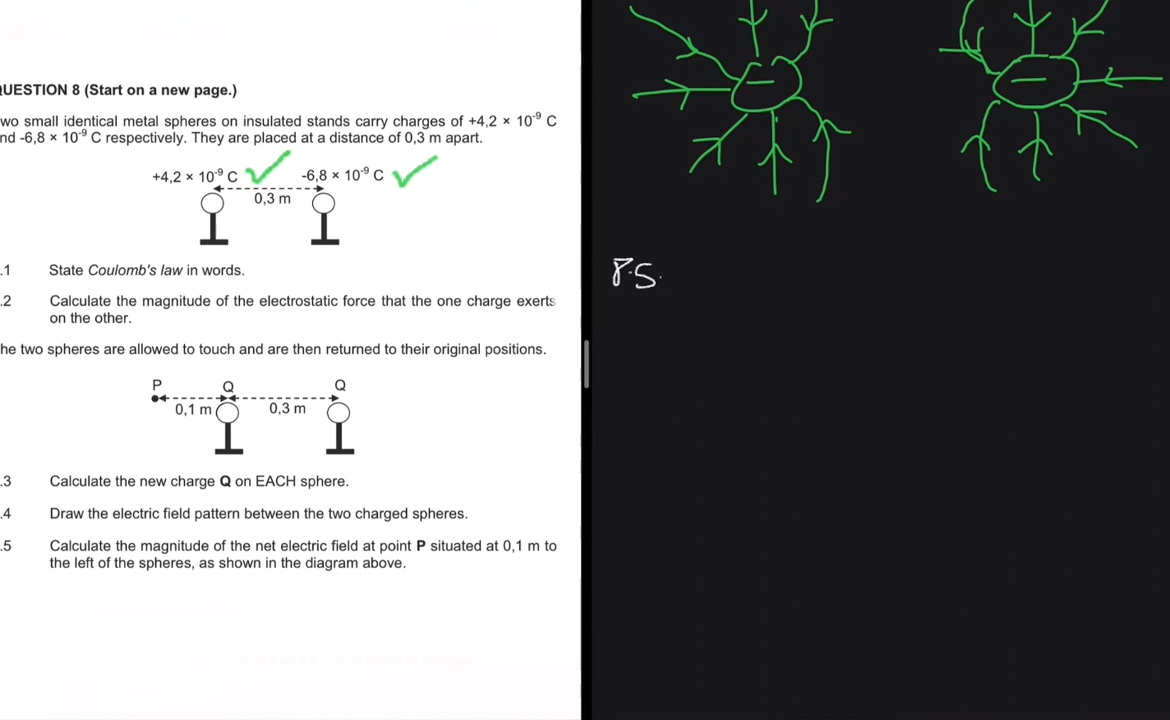 QUESTION 8 (Start on a new page.)
wo small identical metal spheres on insulated stands carry charges of +4,2 × 10⁻⁹ C
nd -6,8 × 10⁻⁹ C respectively. They are placed at a distance of 0,3 m apart.
+4,2 × 10⁻⁹ C -6,8 × 10⁻⁹ C
0,3 m
.1 State Coulomb's law in words.
.2 Calculate the magnitude of the electrostatic force that the one charge exerts
on the other.
he two spheres are allowed to touch and are then returned to their original positions.
P Q Q
0,1 m 0,3 m
.3 Calculate the new charge Q on EACH sphere.
.4 Draw the electric field pattern between the two charged spheres.
.5 Calculate the magnitude of the net electric field at point P situated at 0,1 m to
the left of the spheres, as shown in the diagram above.
− −
8.5.